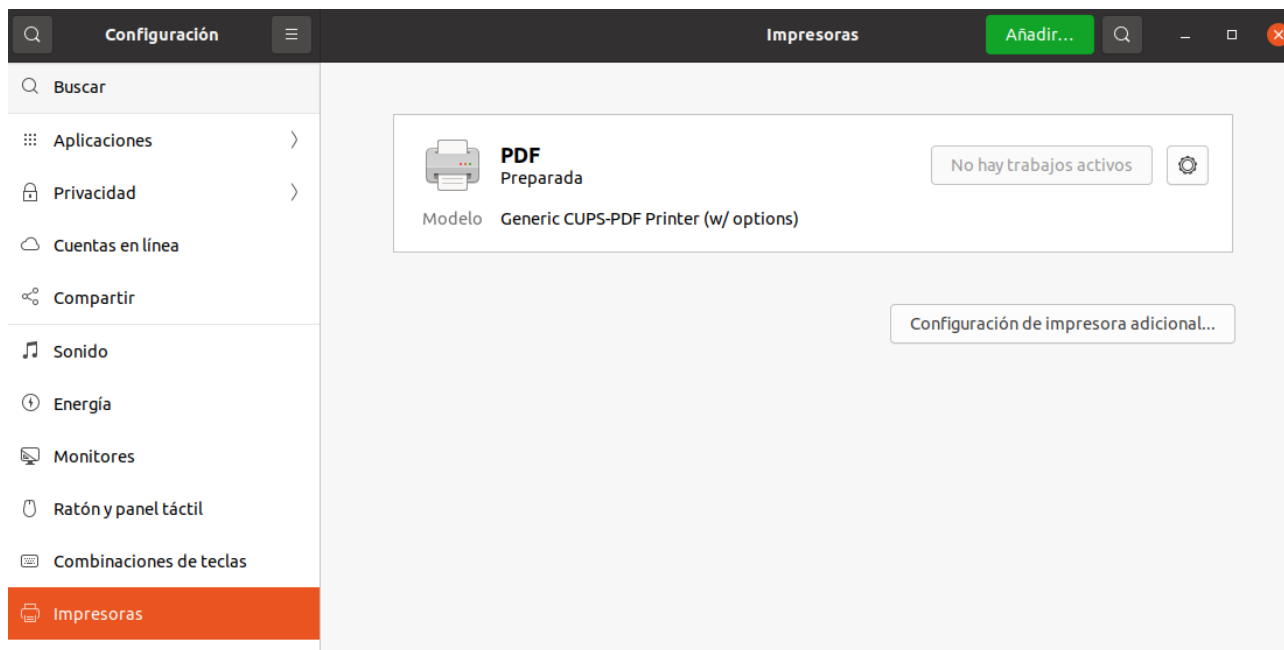 Configuración
Impresoras
Añadir...
Buscar
Aplicaciones
Privacidad
Cuentas en línea
Compartir
Sonido
Energía
Monitores
Ratón y panel táctil
Combinaciones de teclas
Impresoras
PDF
Preparada
No hay trabajos activos
Modelo Generic CUPS-PDF Printer (w/ options)
Configuración de impresora adicional...